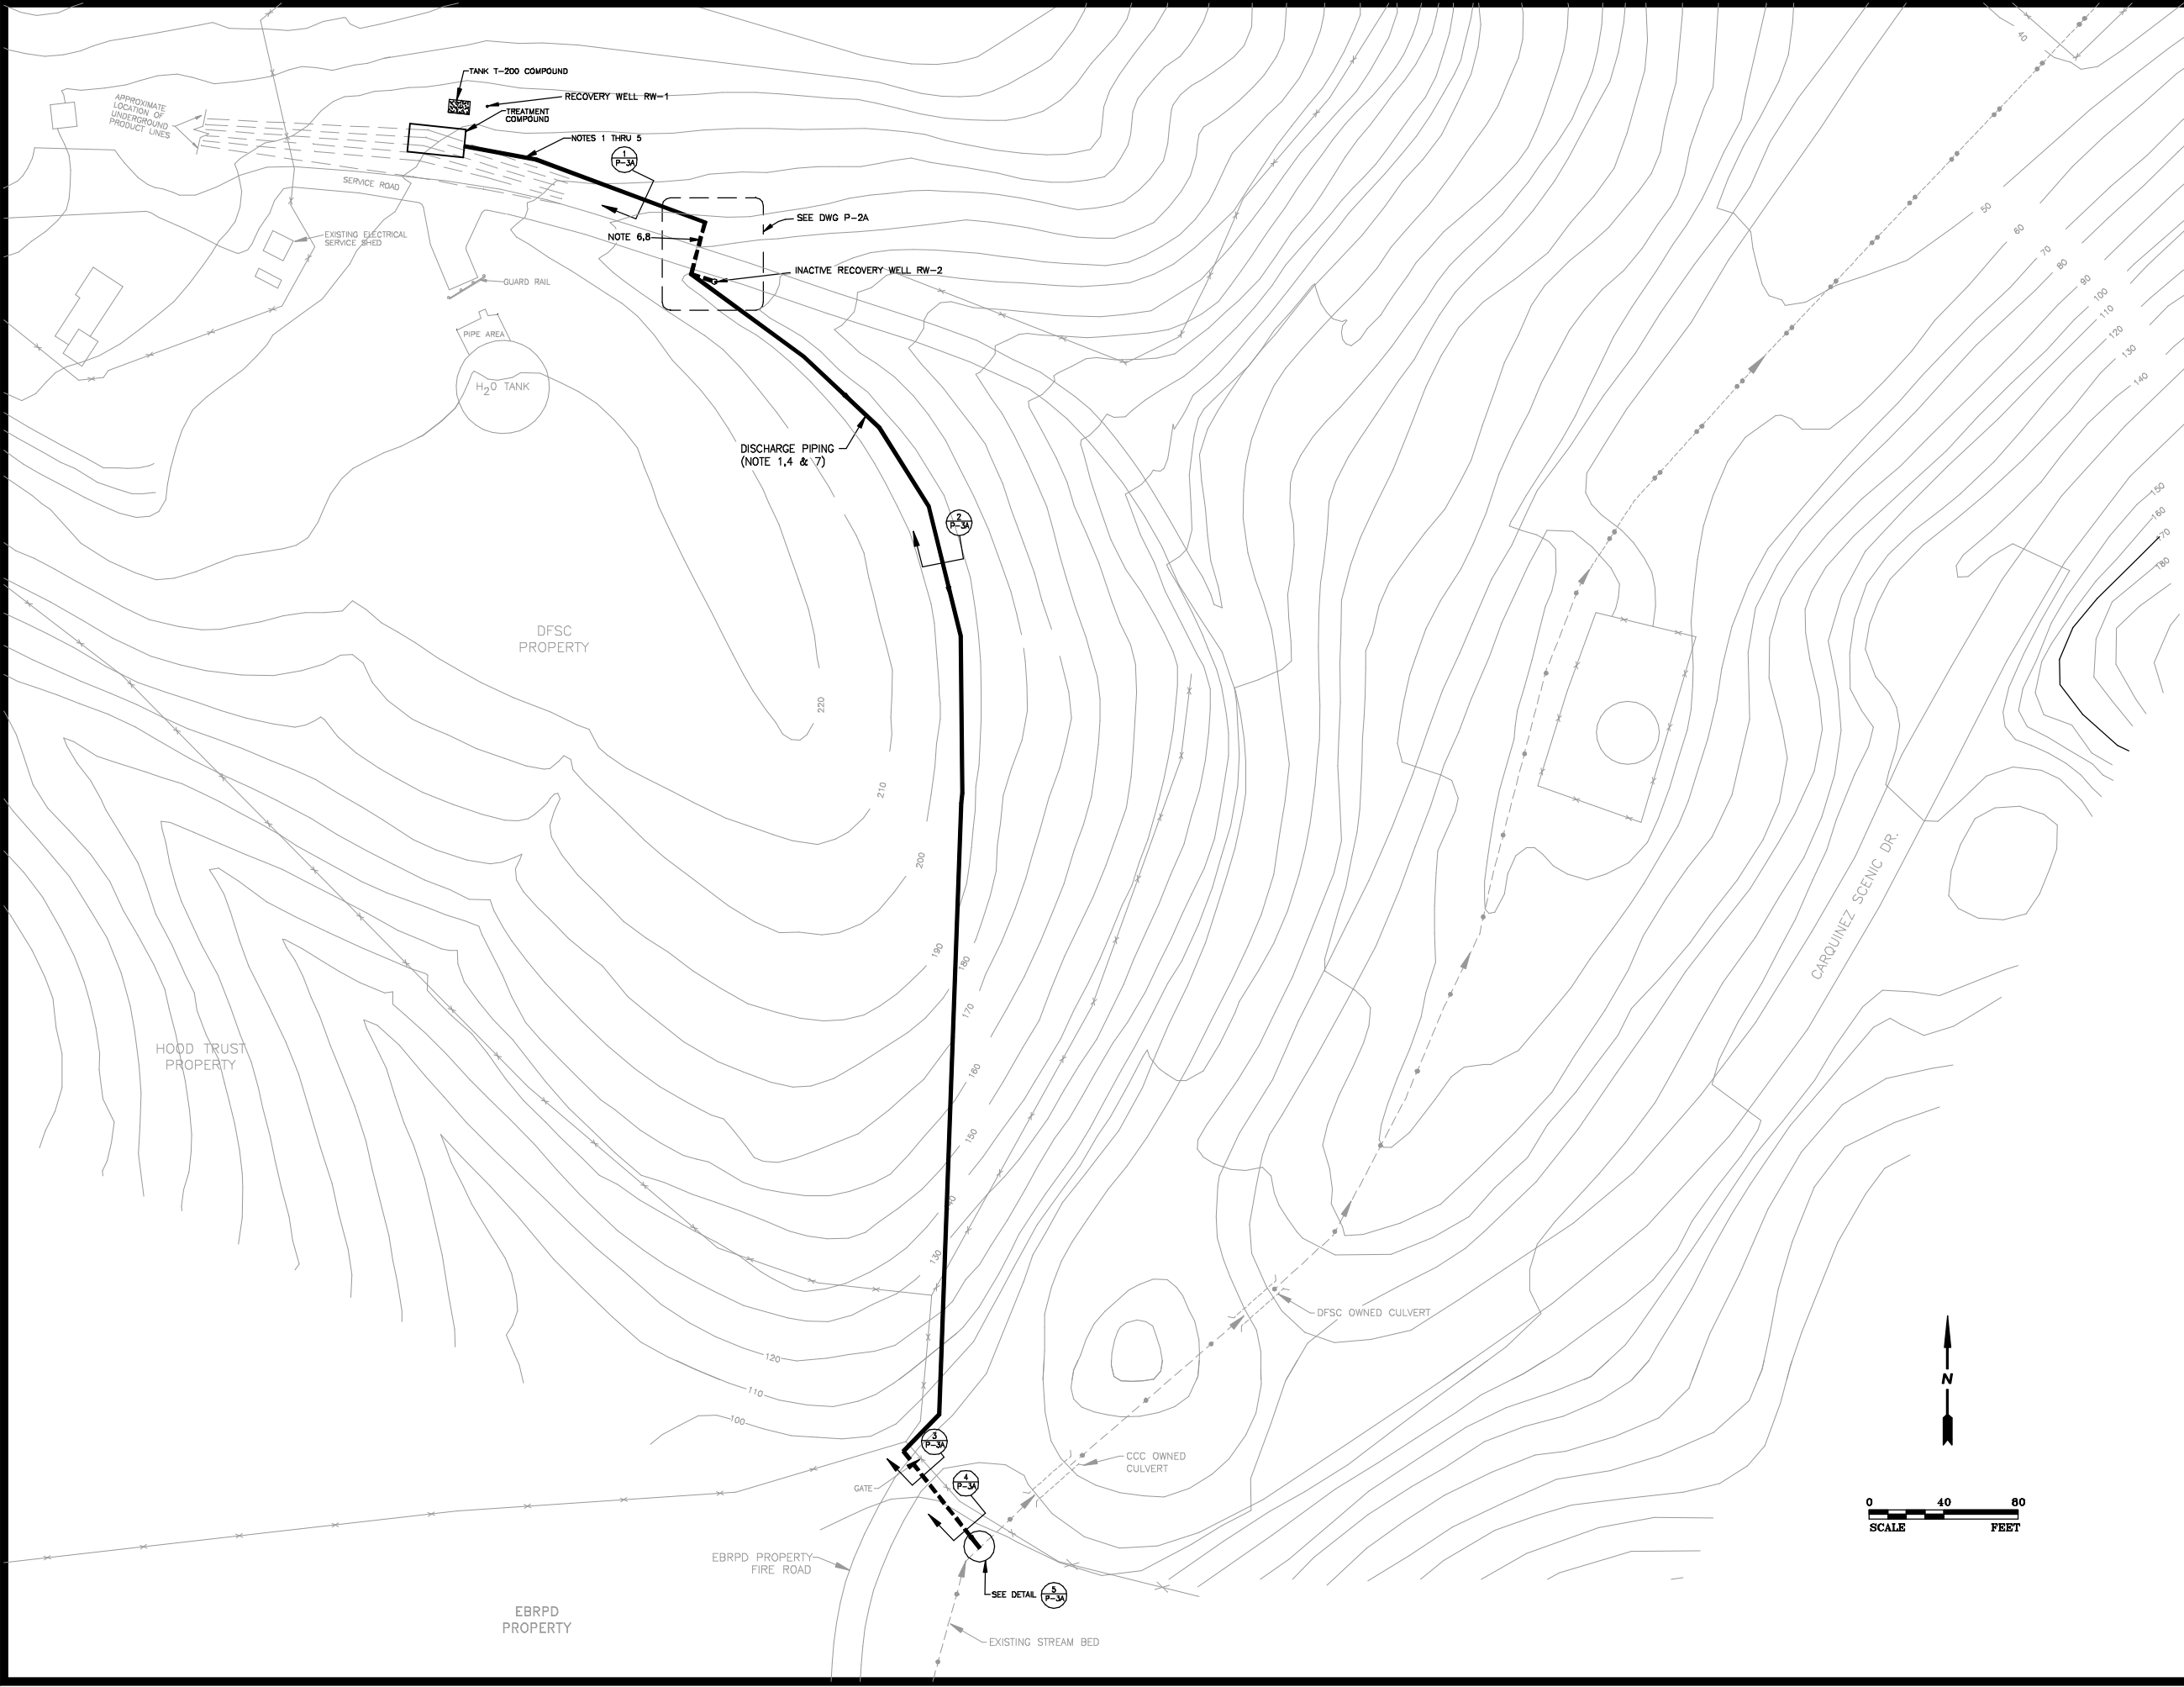 40
TANK T-200 COMPOUND
RECOVERY WELL RW-1
TREATMENT
COMPOUND
APPROXIMATE
LOCATION OF
UNDERGROUND
PRODUCT LINES
NOTES 1 THRU 5
1
P-3A
SERVICE ROAD
SEE DWG P-2A
50
60
EXISTING ELECTRICAL
SERVICE SHED
NOTE 6,8
70
80
INACTIVE RECOVERY WELL RW-2
90
GUARD RAIL
100
110
PIPE AREA
120
130
H2O TANK
140
DISCHARGE PIPING
(NOTE 1,4 & 7)
150
160
2
P-3A
170
180
DFSC
PROPERTY
220
210
200
CARQUINEZ SCENIC DR.
190
180
170
HOOD TRUST
PROPERTY
160
150
130
DFSC OWNED CULVERT
120
110
N
100
3
P-3A
CCC OWNED
CULVERT
4
P-3A
GATE
0 40 80
SCALE FEET
EBRPD PROPERTY
FIRE ROAD
SEE DETAIL
5
P-3A
EBRPD
PROPERTY
EXISTING STREAM BED